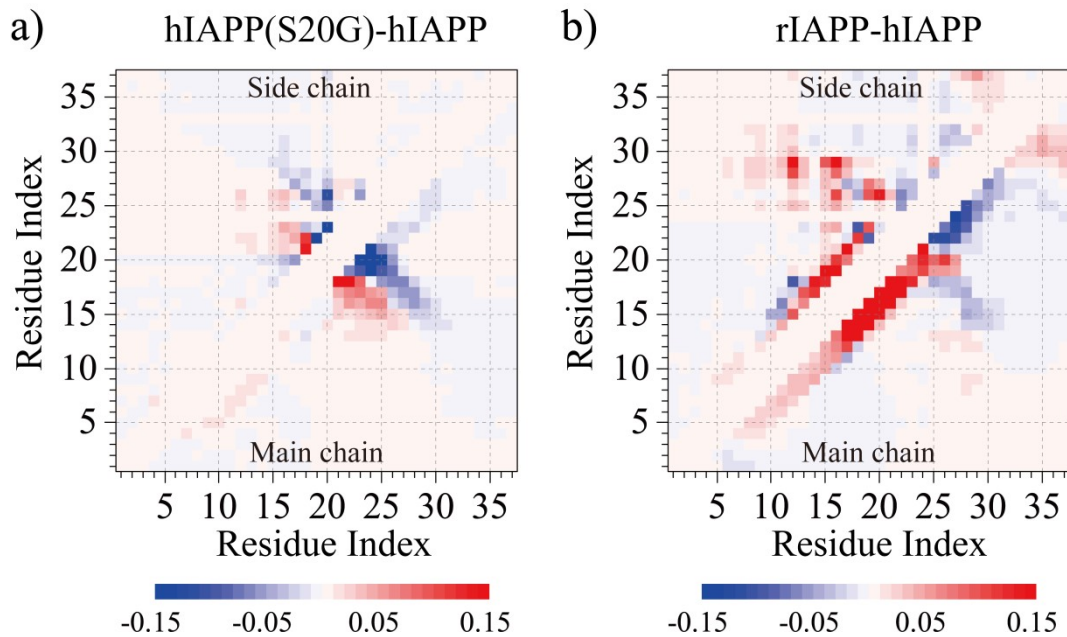 a) hIAPP(S20G)-hIAPP
Side chain
Main chain
Residue Index
35
30
25
20
15
10
5
5 10 15 20 25 30 35
Residue Index
-0.15 -0.05 0.05 0.15
b) rIAPP-hIAPP
Side chain
Main chain
Residue Index
35
30
25
20
15
10
5
5 10 15 20 25 30 35
Residue Index
-0.15 -0.05 0.05 0.15